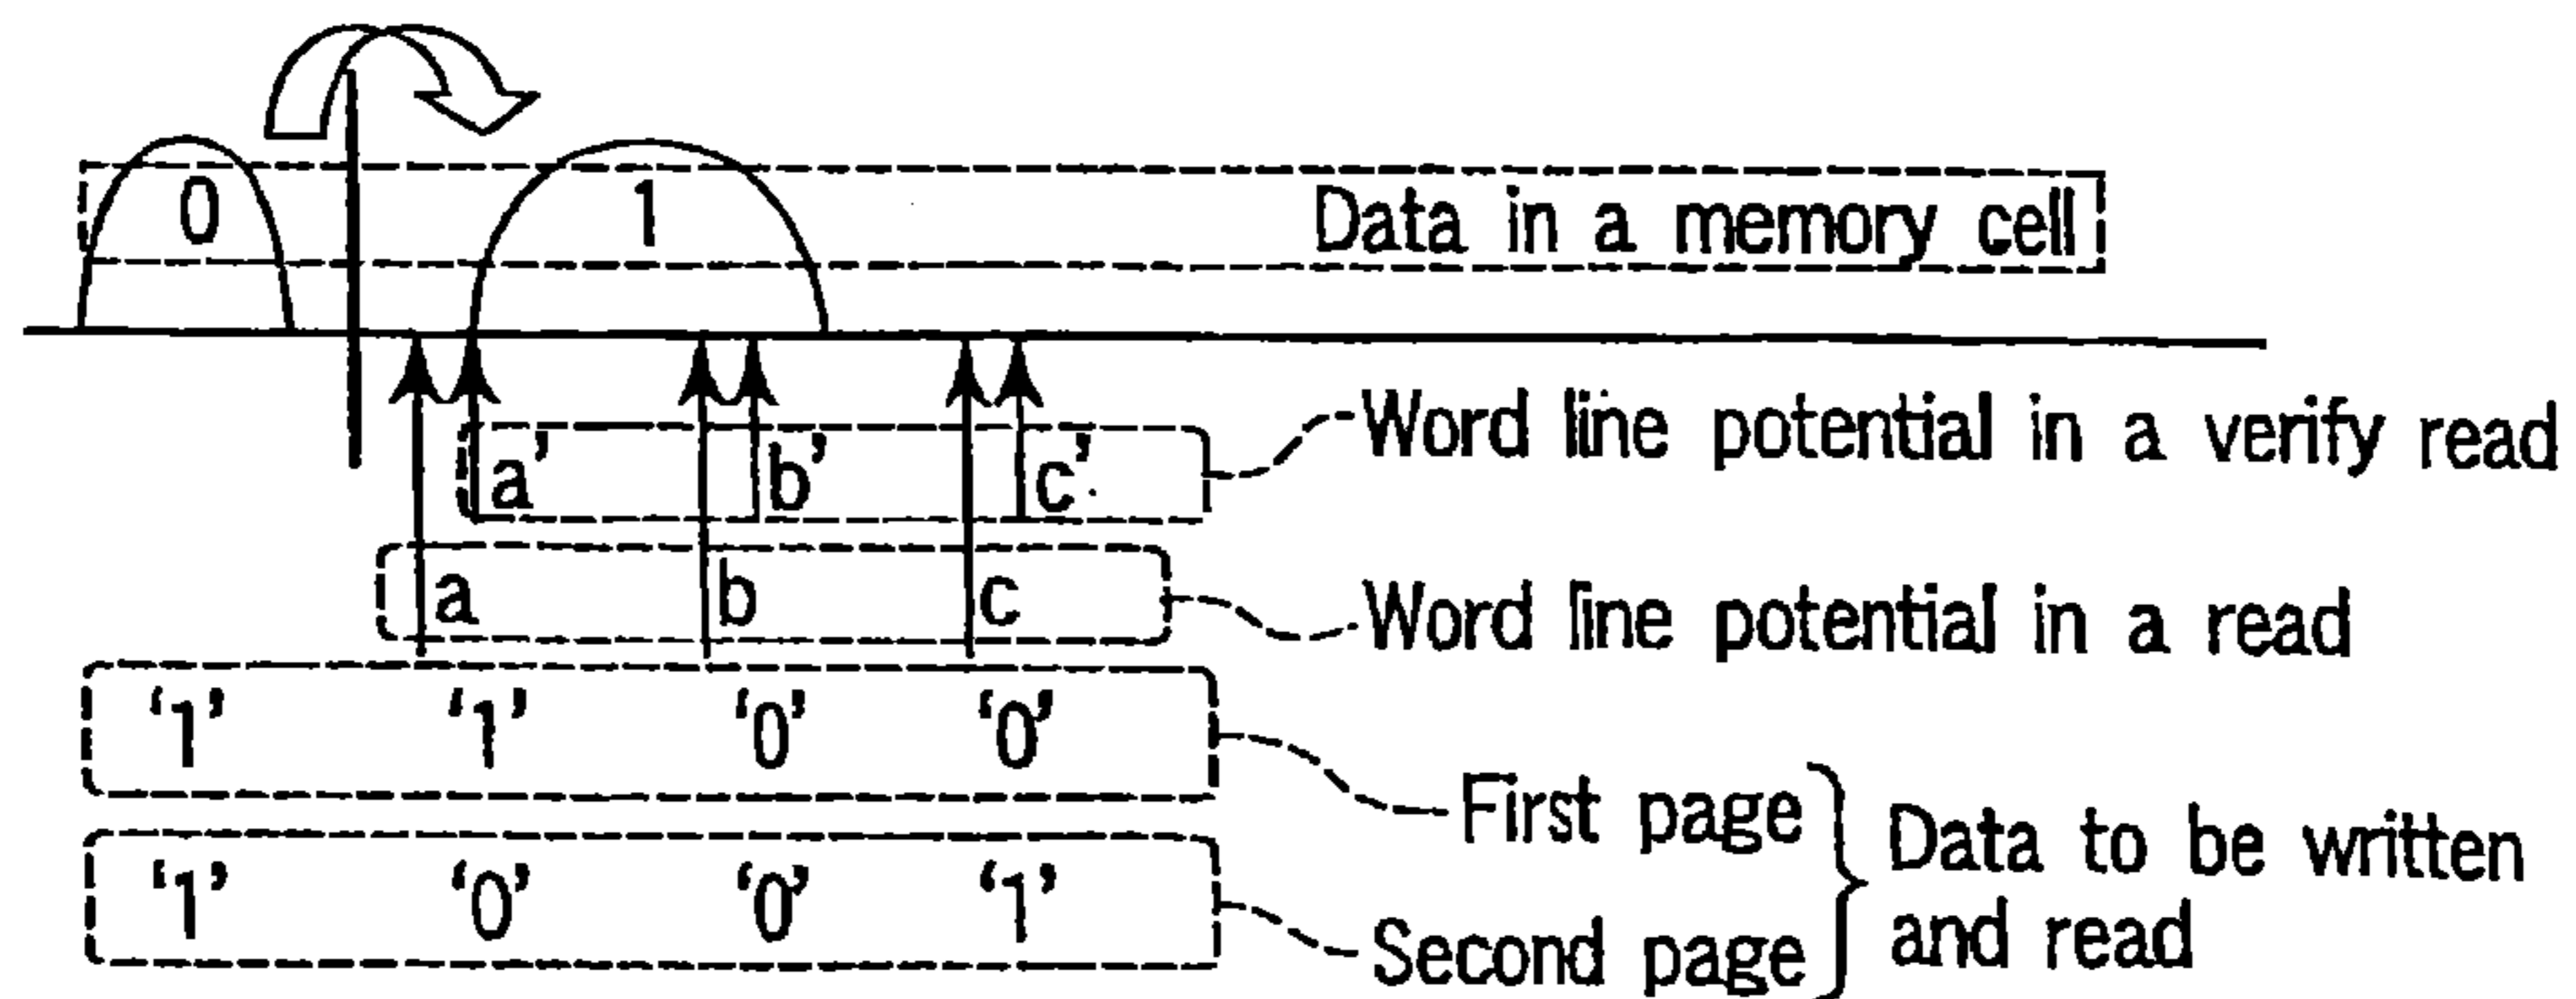 0 1 Data in a memory cell
a' b' c' Word line potential in a verify read
a b c Word line potential in a read
'1' '1' '0' '0' First page
'1' '0' '0' '1' Second page
Data to be written
and read